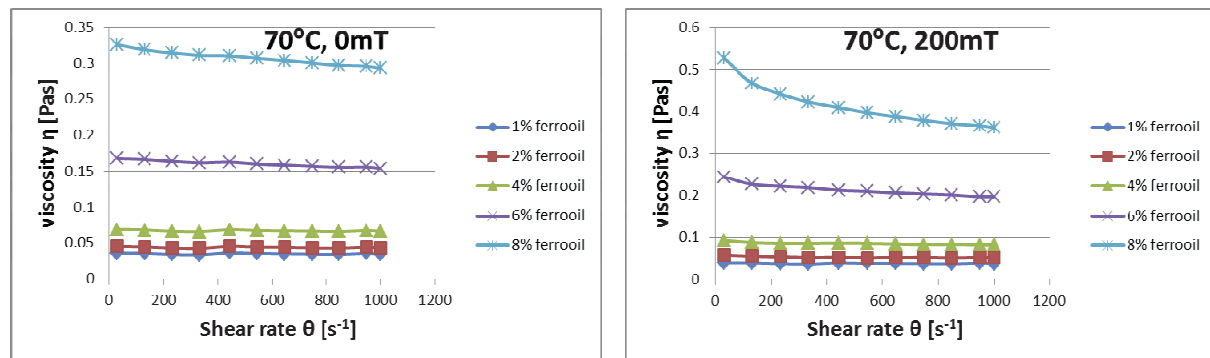 70°C, 0mT
viscosity η [Pas]
0.35
0.3
0.25
0.2
0.15
0.1
0.05
0
0
200
400
600
800
1000
1200
Shear rate θ [s⁻¹]
1% ferrooil
2% ferrooil
4% ferrooil
6% ferrooil
8% ferrooil
70°C, 200mT
viscosity η [Pas]
0.6
0.5
0.4
0.3
0.2
0.1
0
0
200
400
600
800
1000
1200
Shear rate θ [s⁻¹]
1% ferrooil
2% ferrooil
4% ferrooil
6% ferrooil
8% ferrooil